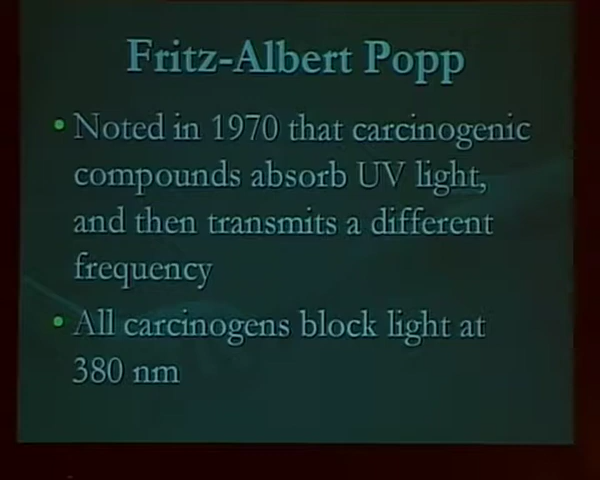 Fritz-Albert Popp
• Noted in 1970 that carcinogenic
compounds absorb UV light,
and then transmits a different
frequency
• All carcinogens block light at
380 nm